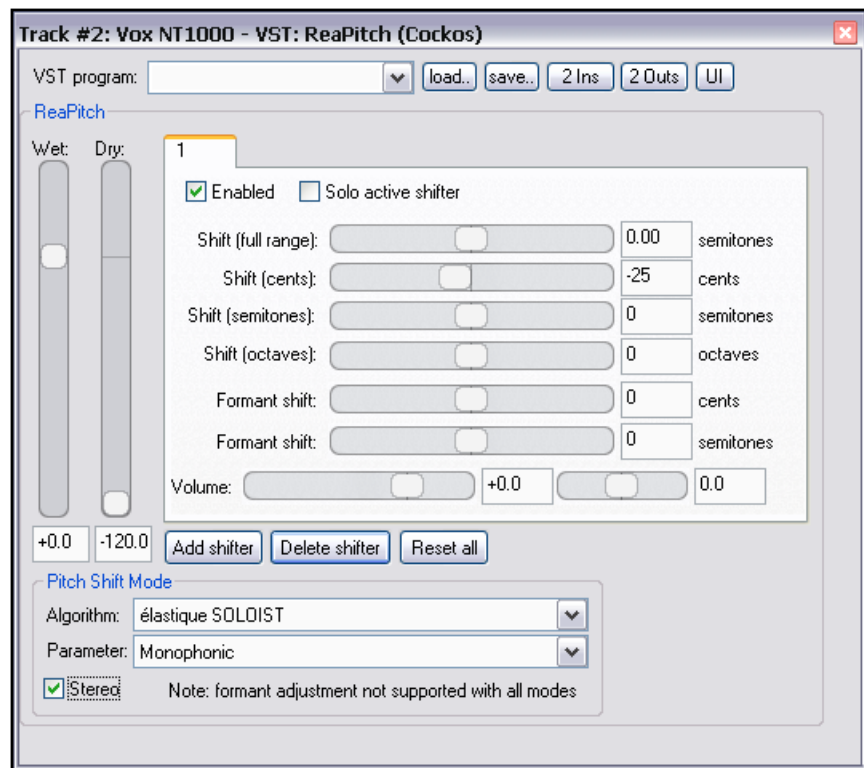 Track #2: Vox NT1000 - VST: ReaPitch (Cockos)
VST program: load.. save.. 2 Ins 2 Outs UI
ReaPitch
Wet: Dry: 1
Enabled Solo active shifter
Shift (full range): 0.00 semitones
Shift (cents): -25 cents
Shift (semitones): 0 semitones
Shift (octaves): 0 octaves
Formant shift: 0 cents
Formant shift: 0 semitones
Volume: +0.0 0.0
+0.0 -120.0 Add shifter Delete shifter Reset all
Pitch Shift Mode
Algorithm: élastique SOLOIST
Parameter: Monophonic
Stereo Note: formant adjustment not supported with all modes